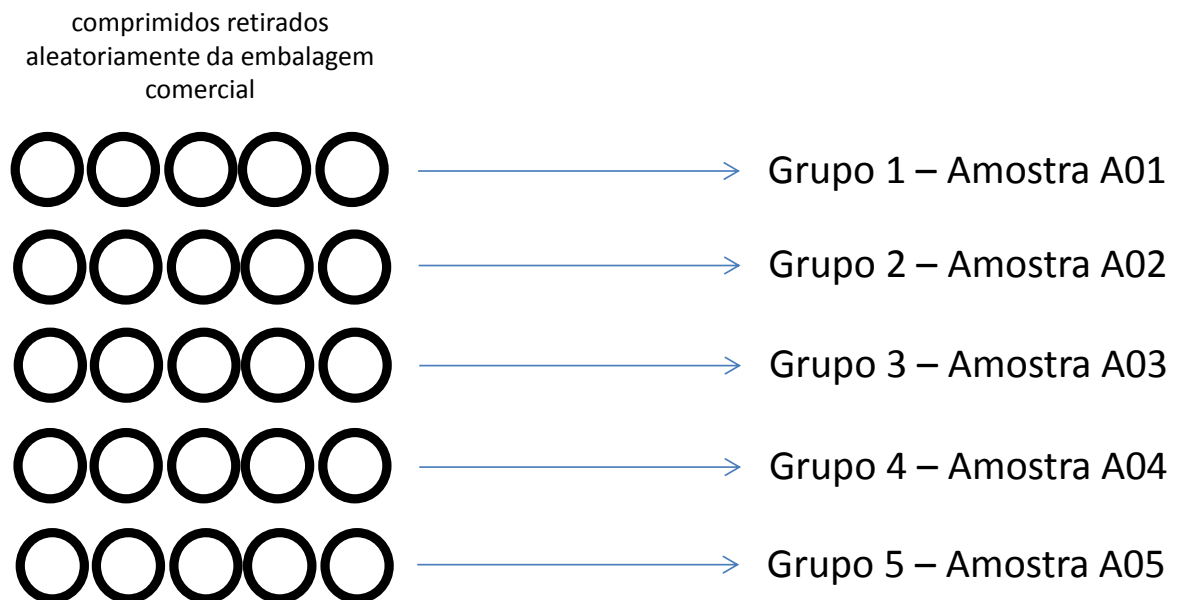 comprimidos retirados
aleatoriamente da embalagem
comercial
Grupo 1 – Amostra A01
Grupo 2 – Amostra A02
Grupo 3 – Amostra A03
Grupo 4 – Amostra A04
Grupo 5 – Amostra A05